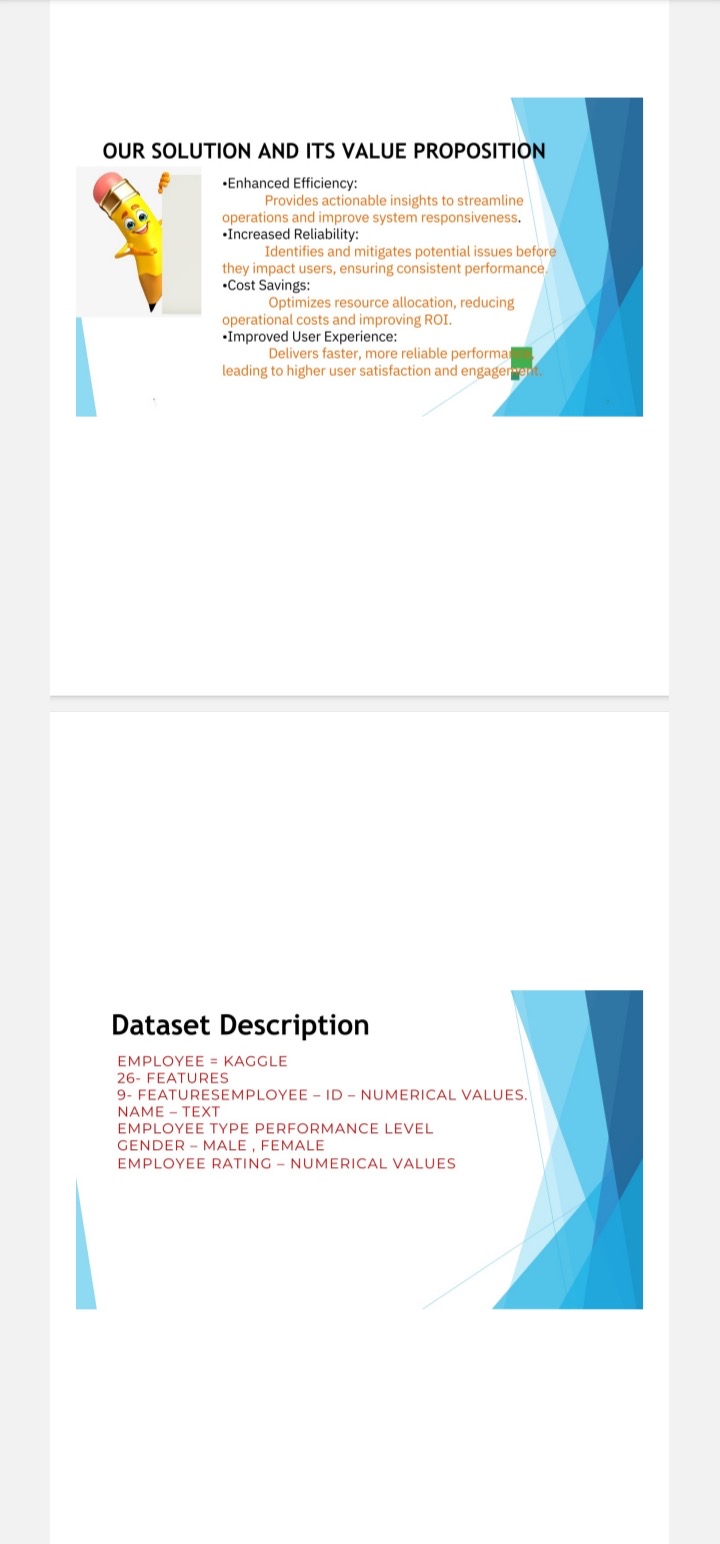 OUR SOLUTION AND ITS VALUE PROPOSITION
•Enhanced Efficiency:
Provides actionable insights to streamline
operations and improve system responsiveness.
•Increased Reliability:
Identifies and mitigates potential issues before
they impact users, ensuring consistent performance.
•Cost Savings:
Optimizes resource allocation, reducing
operational costs and improving ROI.
•Improved User Experience:
Delivers faster, more reliable performance,
leading to higher user satisfaction and engagement.
Dataset Description
EMPLOYEE = KAGGLE
26- FEATURES
9- FEATURESEMPLOYEE – ID – NUMERICAL VALUES.
NAME – TEXT
EMPLOYEE TYPE PERFORMANCE LEVEL
GENDER – MALE , FEMALE
EMPLOYEE RATING – NUMERICAL VALUES